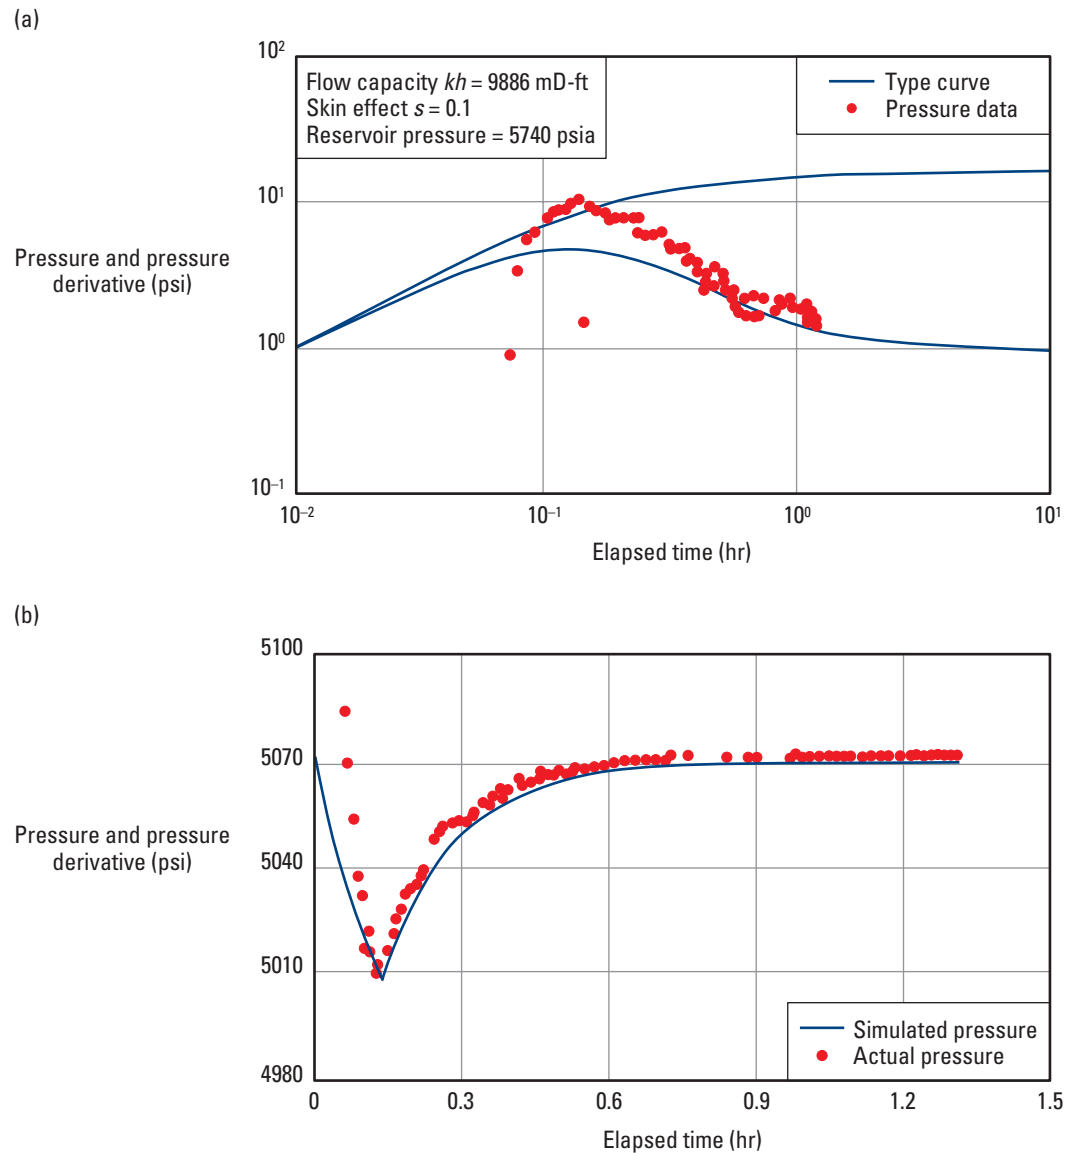 (a)
10²
Flow capacity kh = 9886 mD-ft
Skin effect s = 0.1
Reservoir pressure = 5740 psia
Type curve
Pressure data
10¹
Pressure and pressure
derivative (psi)
10⁰
10⁻¹
10⁻² 10⁻¹ 10⁰ 10¹
Elapsed time (hr)
(b)
5100
5070
Pressure and pressure
derivative (psi)
5040
5010
Simulated pressure
Actual pressure
4980
0 0.3 0.6 0.9 1.2 1.5
Elapsed time (hr)